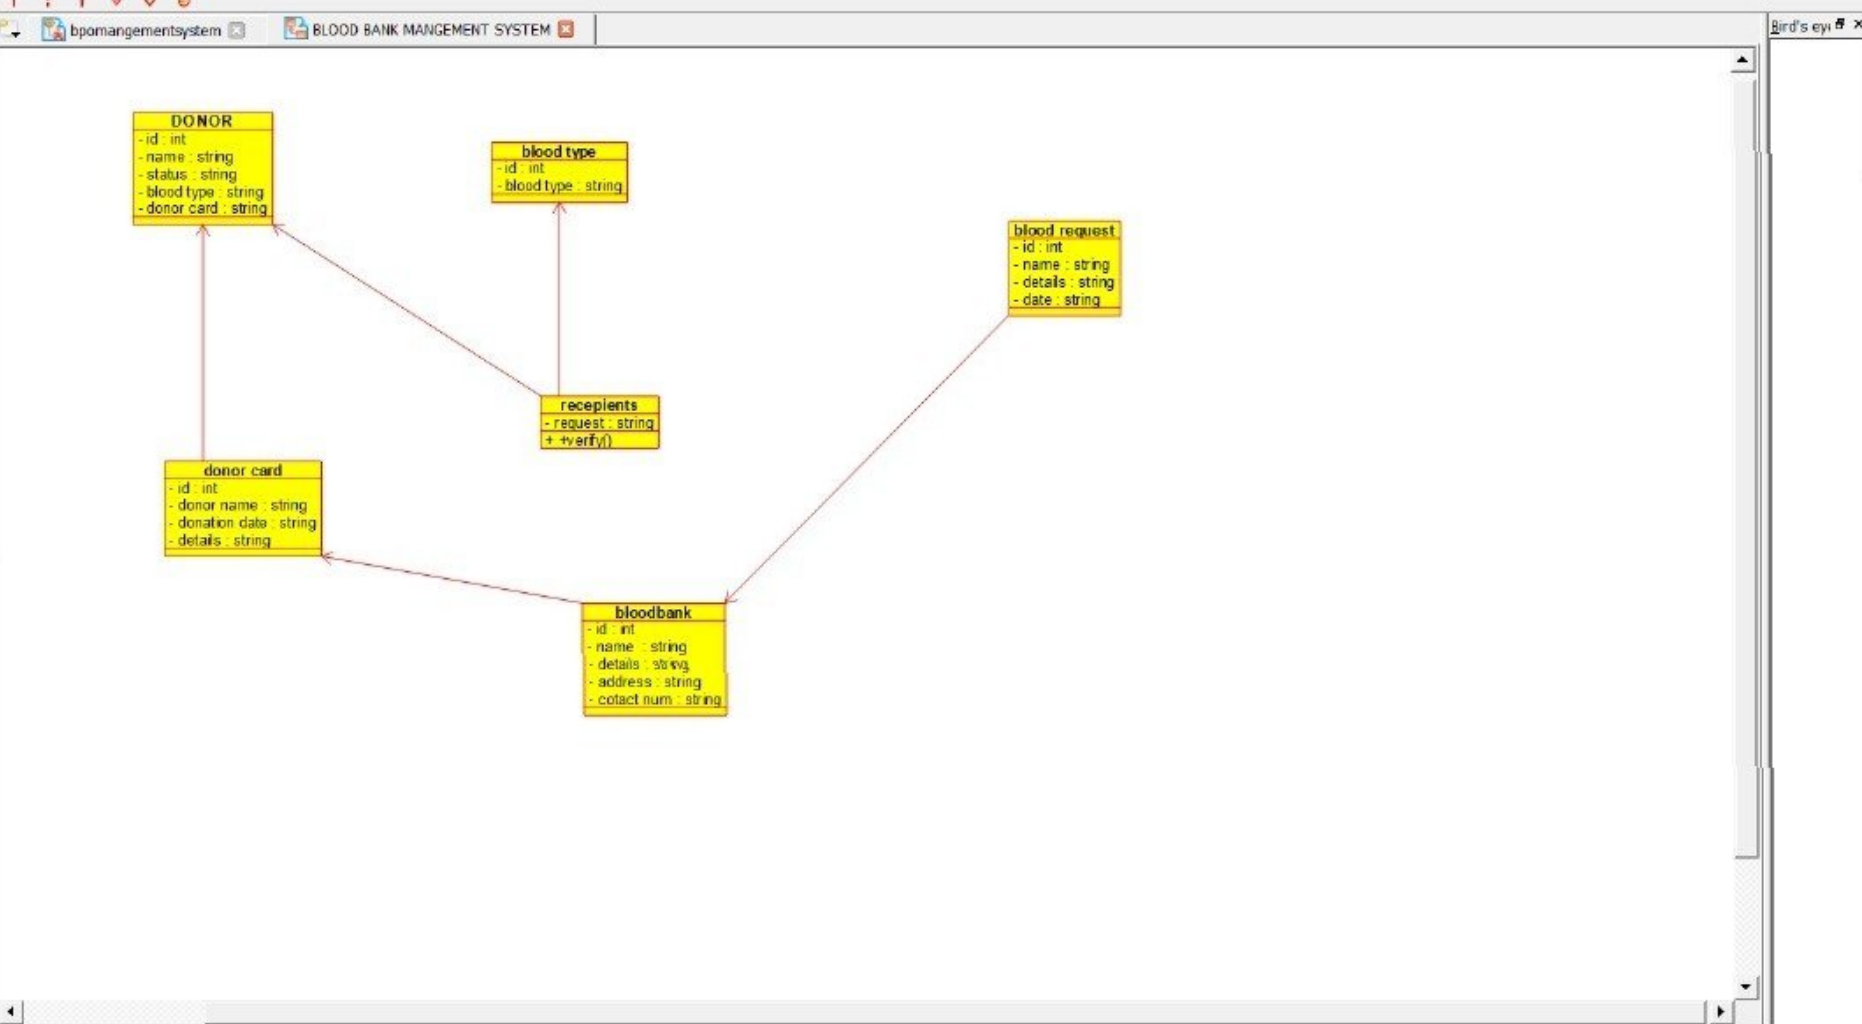 bpomangementsystem
BLOOD BANK MANGEMENT SYSTEM
Bird's eye
DONOR
- id : int
- name : string
- status : string
- blood type : string
- donor card : string
blood type
- id : int
- blood type : string
blood request
- id : int
- name : string
- details : string
- date : string
recepients
- request : string
+ +verify()
donor card
- id : int
- donor name : string
- donation date : string
- details : string
bloodbank
- id : int
- name : string
- details : string
- address : string
- cotact num : string